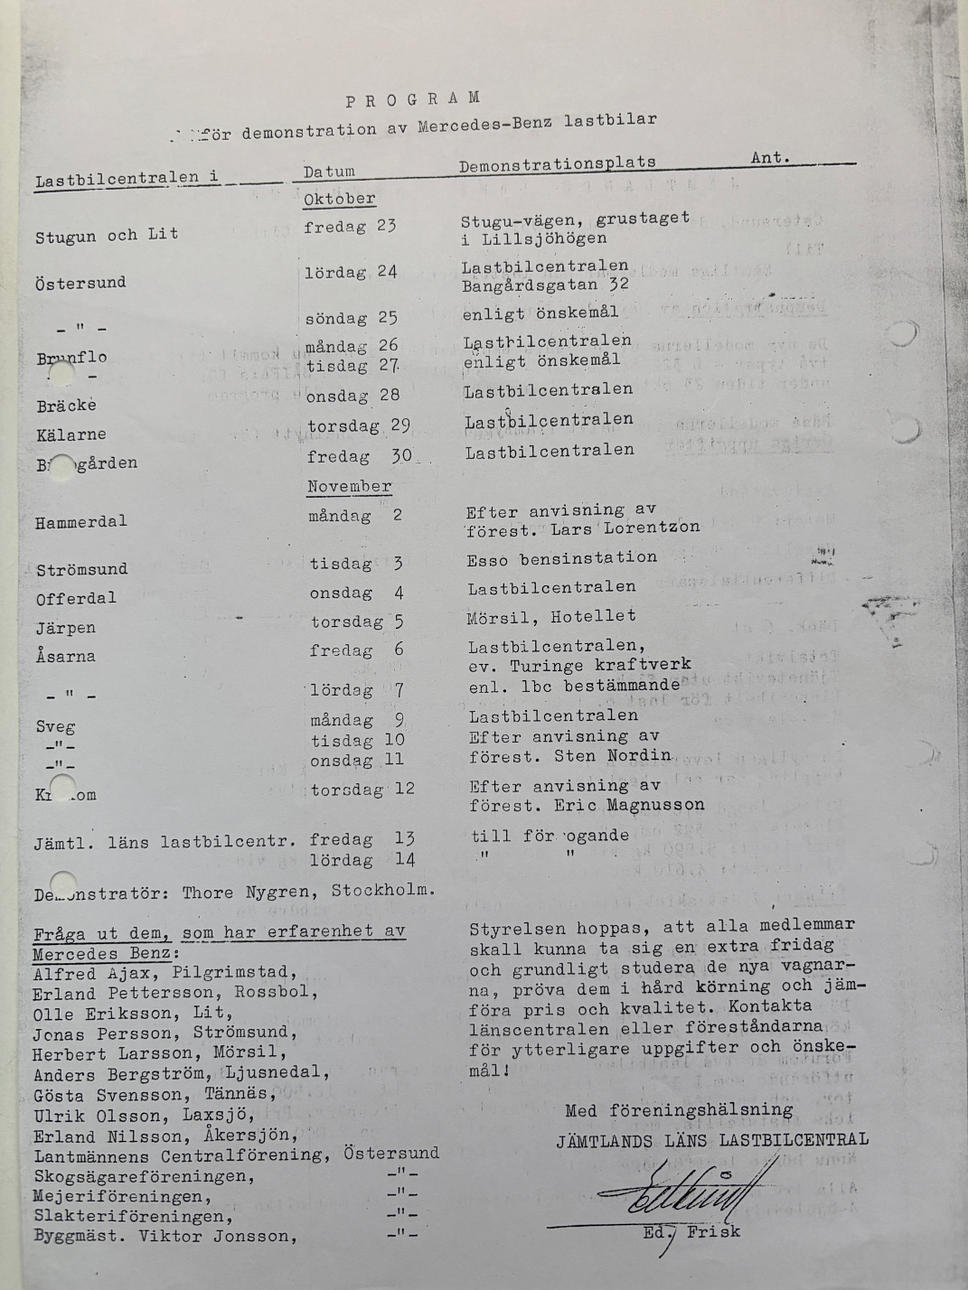 PROGRAM
för demonstration av Mercedes-Benz lastbilar
Lastbilcentralen i Datum Demonstrationsplats Ant.
Oktober
Stugun och Lit fredag 23 Stugu-vägen, grustaget
i Lillsjöhögen
Östersund lördag 24 Lastbilcentralen
Bangårdsgatan 32
- " - söndag 25 enligt önskemål
Brunflo måndag 26 Lastbilcentralen
- tisdag 27 enligt önskemål
Bräcke onsdag 28 Lastbilcentralen
Kälarne torsdag 29 Lastbilcentralen
fredag 30 Lastbilcentralen
November
Hammerdal måndag 2 Efter anvisning av
förest. Lars Lorentzon
Strömsund tisdag 3 Esso bensinstation
Offerdal onsdag 4 Lastbilcentralen
Järpen torsdag 5 Mörsil, Hotellet
Åsarna fredag 6 Lastbilcentralen,
ev. Turinge kraftverk
- " - lördag 7 enl. lbc bestämmande
Sveg måndag 9 Lastbilcentralen
-"- tisdag 10 Efter anvisning av
-"- onsdag 11 förest. Sten Nordin
torsdag 12 Efter anvisning av
förest. Eric Magnusson
Jämtl. läns lastbilcentr. fredag 13 till förfogande
lördag 14 " "
Demonstratör: Thore Nygren, Stockholm.
Fråga ut dem, som har erfarenhet av
Mercedes Benz:
Alfred Ajax, Pilgrimstad,
Erland Pettersson, Rossbol,
Olle Eriksson, Lit,
Jonas Persson, Strömsund,
Herbert Larsson, Mörsil,
Anders Bergström, Ljusnedal,
Gösta Svensson, Tännäs,
Ulrik Olsson, Laxsjö,
Erland Nilsson, Åkersjön,
Lantmännens Centralförening, Östersund
Skogsägareföreningen, -"-
Mejeriföreningen, -"-
Slakteriföreningen, -"-
Byggmäst. Viktor Jonsson, -"-
Styrelsen hoppas, att alla medlemmar
skall kunna ta sig en extra fridag
och grundligt studera de nya vagnar-
na, pröva dem i hård körning och jäm-
föra pris och kvalitet. Kontakta
länscentralen eller föreståndarna
för ytterligare uppgifter och önske-
mål!
Med föreningshälsning
JÄMTLANDS LÄNS LASTBILCENTRAL
Ed. Frisk